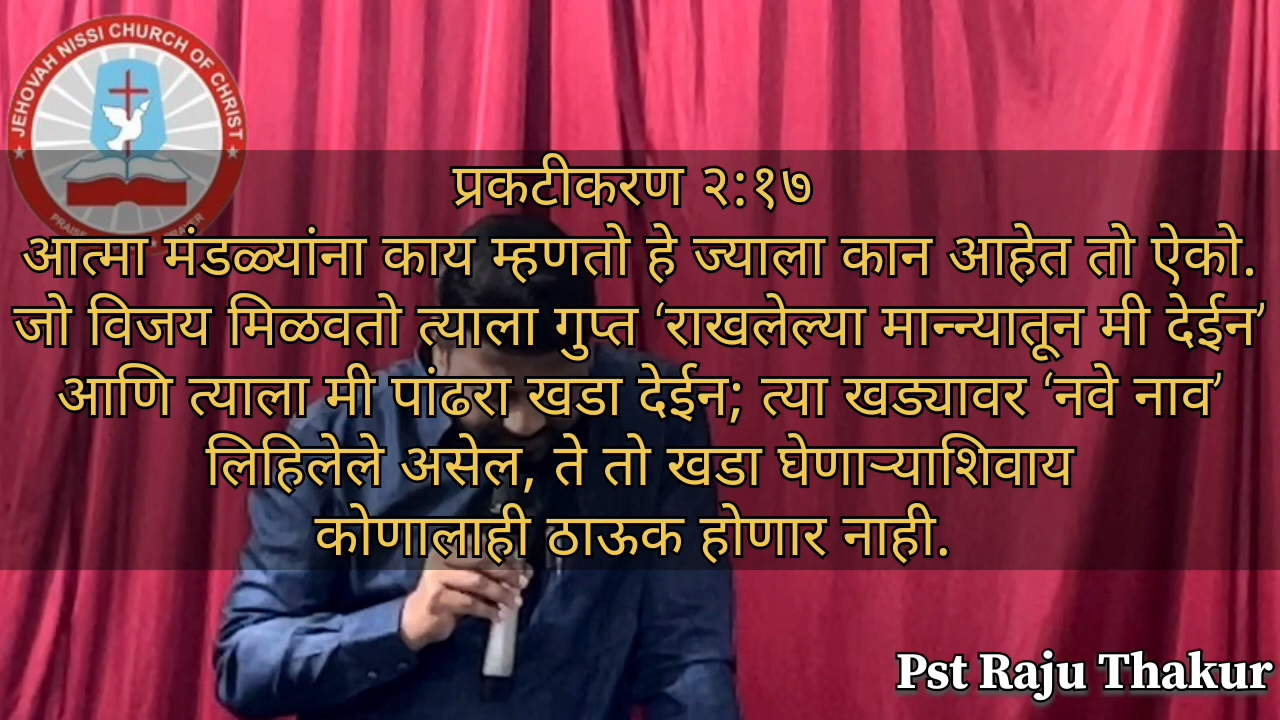 JEHOVAH NISSI CHURCH OF CHRIST
प्रकटीकरण २:१७
आत्मा मंडळ्यांना काय म्हणतो हे ज्याला कान आहेत तो ऐको.
जो विजय मिळवतो त्याला गुप्त ‘राखलेल्या मान्न्यातून मी देईन’
आणि त्याला मी पांढरा खडा देईन; त्या खड्यावर ‘नवे नाव’
लिहिलेले असेल, ते तो खडा घेणाऱ्याशिवाय
कोणालाही ठाऊक होणार नाही.
Pst Raju Thakur